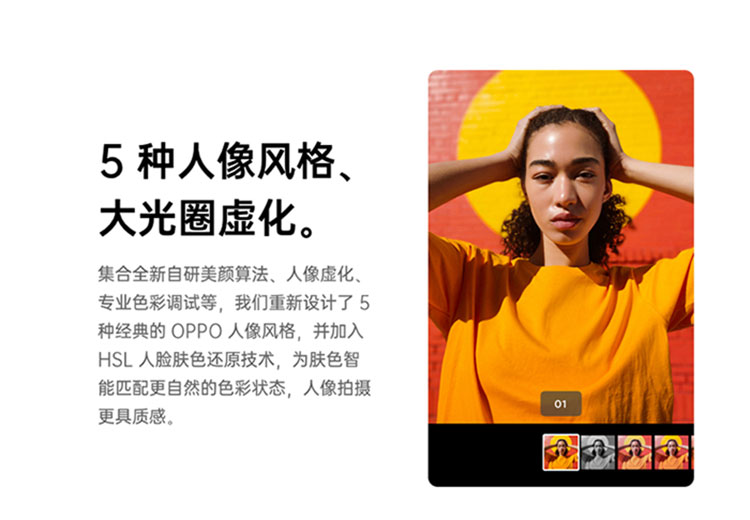 5 种人像风格、
大光圈虚化。
集合全新自研美颜算法、人像虚化、
专业色彩调试等，我们重新设计了 5
种经典的 OPPO 人像风格，并加入
HSL 人脸肤色还原技术，为肤色智
能匹配更自然的色彩状态，人像拍摄
更具质感。
01